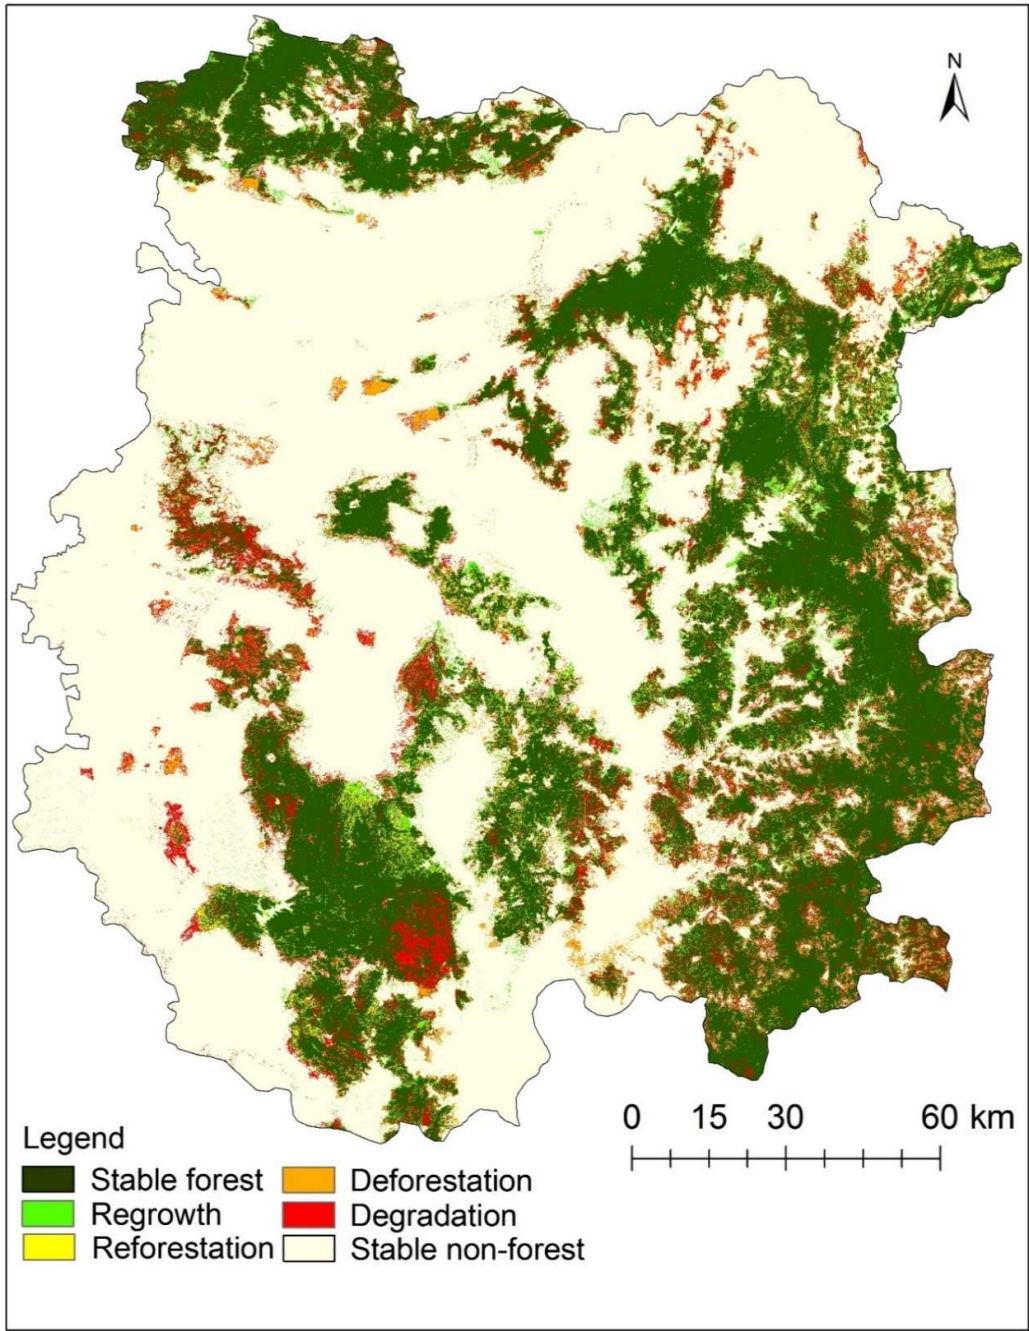 N
0 15 30 60 km
Legend
Stable forest
Deforestation
Regrowth
Degradation
Reforestation
Stable non-forest